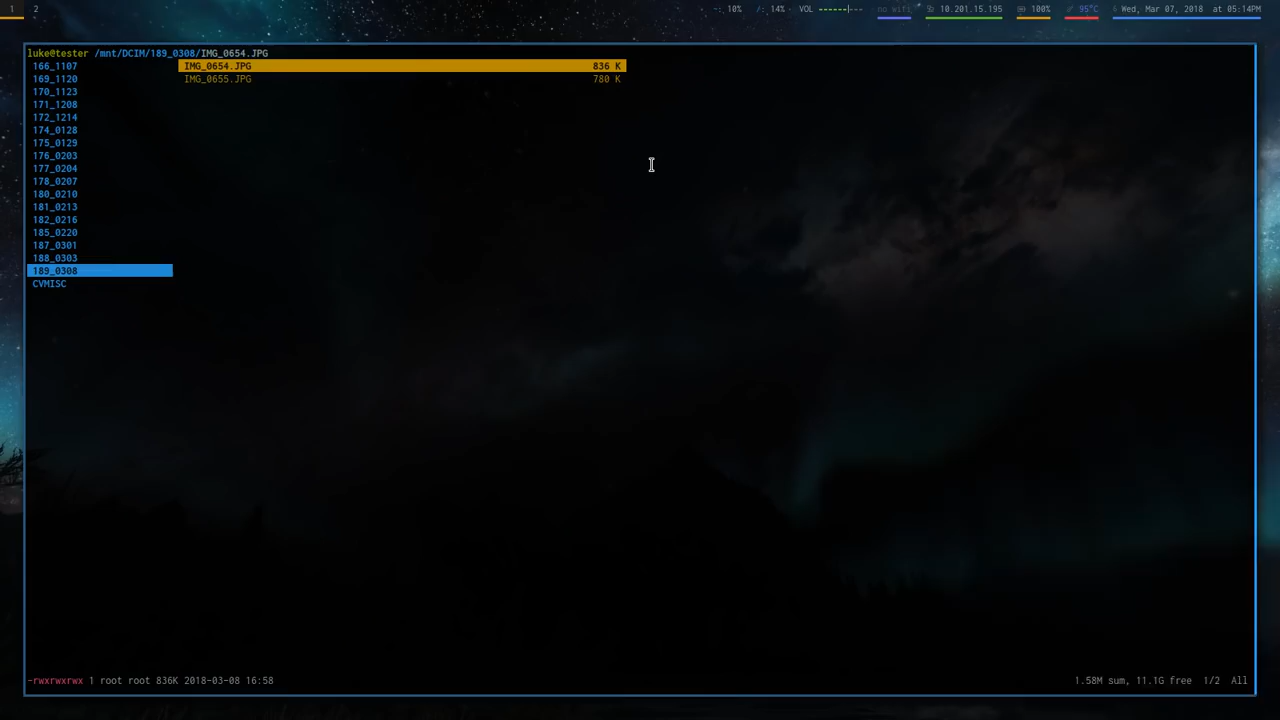 1 2 10% /: 14% VOL no wifi 10.201.15.195 100% 95°C Wed, Mar 07, 2018 at 05:14PM
luke@tester /mnt/DCIM/189_0308/IMG_0654.JPG
166_1107 IMG_0654.JPG 836 K
169_1120 IMG_0655.JPG 780 K
170_1123
171_1208
172_1214
174_0128
175_0129
176_0203
177_0204
178_0207
180_0210
181_0213
182_0216
185_0220
187_0301
188_0303
189_0308
CVMISC
-rwxrwxrwx 1 root root 836K 2018-03-08 16:58 1.58M sum, 11.1G free 1/2 All